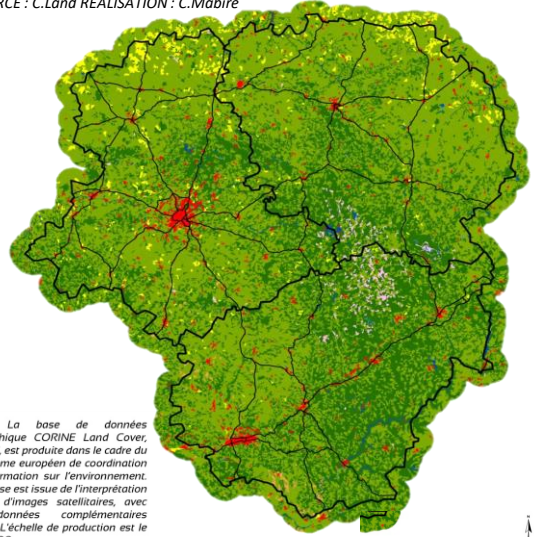 RCE : C.Land REALISATION : C.Mabire
La base de données
hique CORINE Land Cover,
, est produite dans le cadre du
me européen de coordination
rmation sur l'environnement.
se est issue de l'interprétation
d'images satellitaires, avec
données complémentaires
L'échelle de production est le